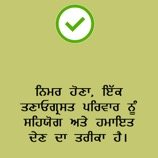 ਨਿਮਰ ਹੋਣਾ, ਇੱਕ
ਤਣਾਓਗ੍ਰਸਤ ਪਰਿਵਾਰ ਨੂੰ
ਸਹਿਯੋਗ ਅਤੇ ਹਮਾਇਤ
ਦੇਣ ਦਾ ਤਰੀਕਾ ਹੈ।